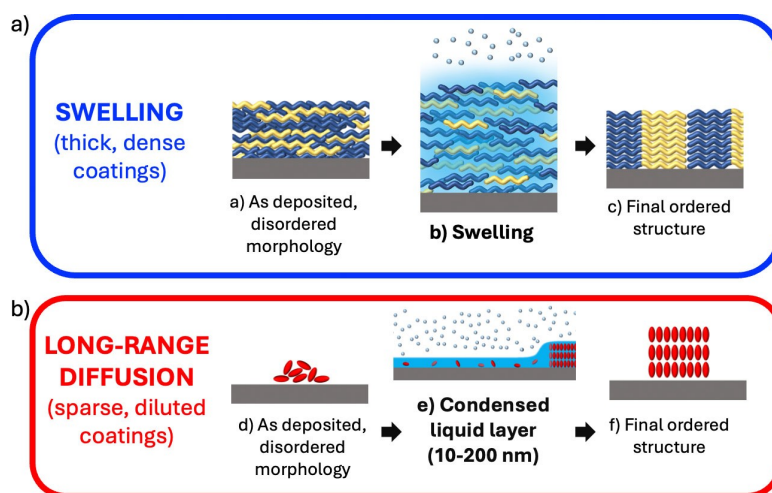 a)
SWELLING
(thick, dense
coatings)
a) As deposited,
disordered
morphology
b) Swelling
c) Final ordered
structure
b)
LONG-RANGE
DIFFUSION
(sparse, diluted
coatings)
d) As deposited,
disordered
morphology
e) Condensed
liquid layer
(10-200 nm)
f) Final ordered
structure